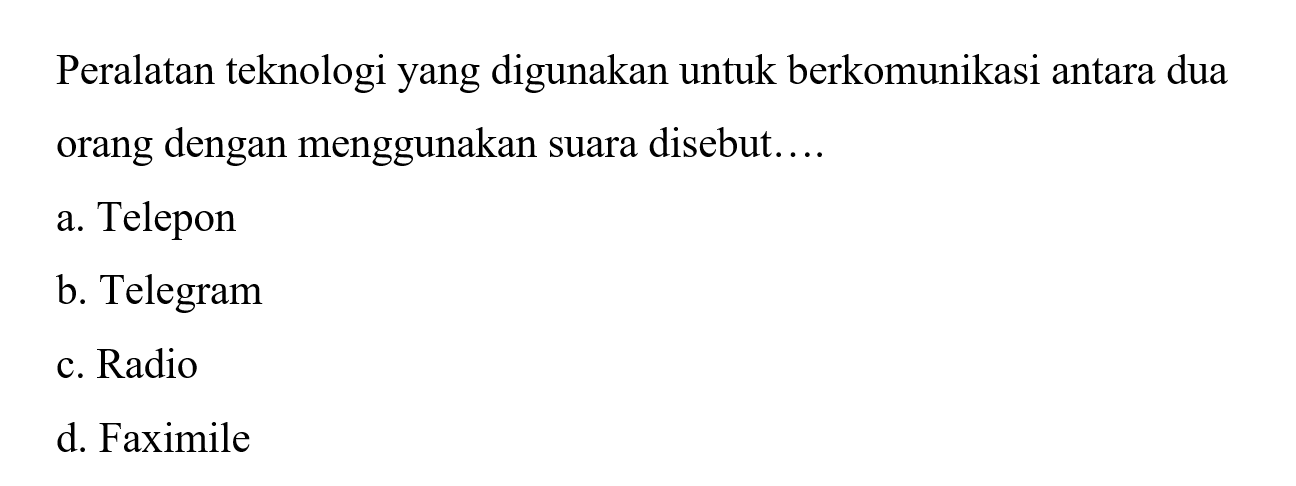 Peralatan teknologi yang digunakan untuk berkomunikasi antara dua
orang dengan menggunakan suara disebut….
a. Telepon
b. Telegram
c. Radio
d. Faximile